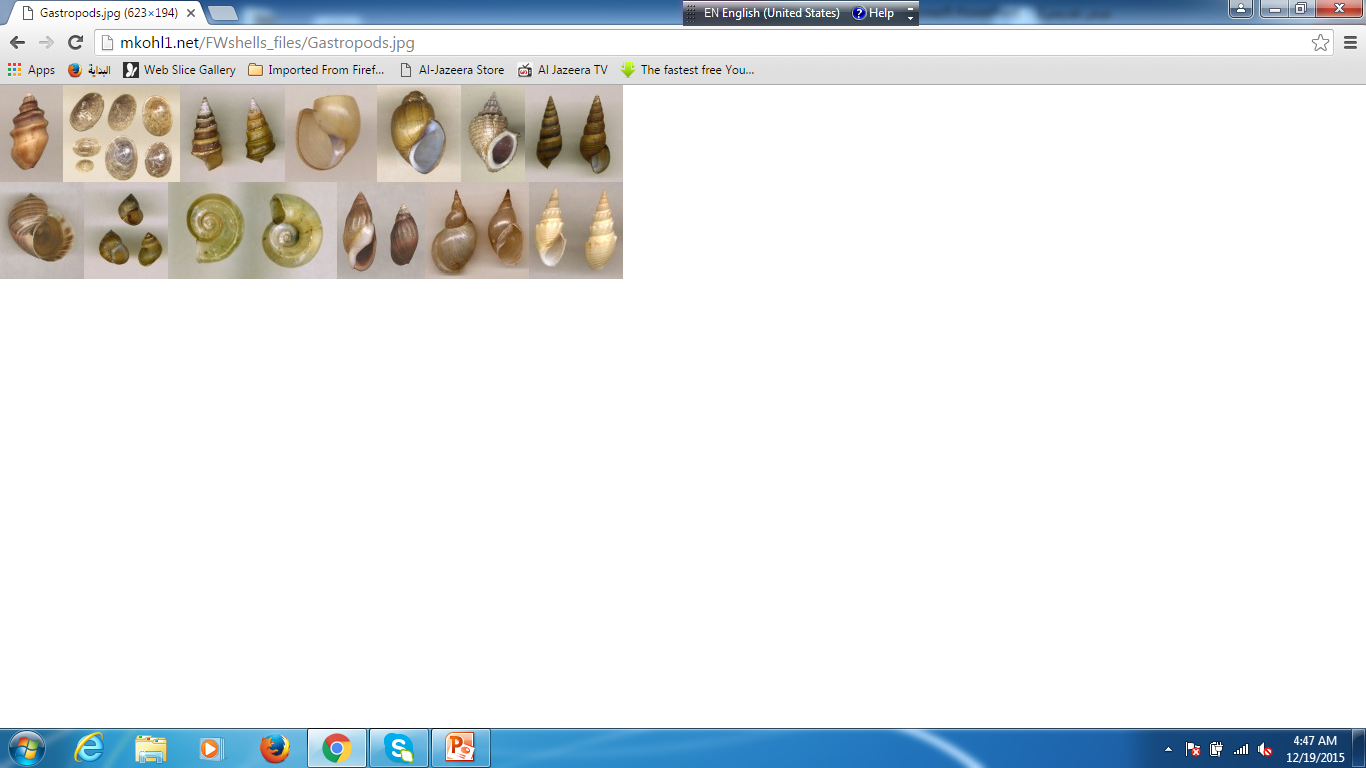 Gastropods.jpg (623×194)
EN English (United States) Help
mkohl1.net/FWshells_files/Gastropods.jpg
Apps البداية Web Slice Gallery Imported From Firef... Al-Jazeera Store Al Jazeera TV The fastest free You...
4:47 AM
12/19/2015